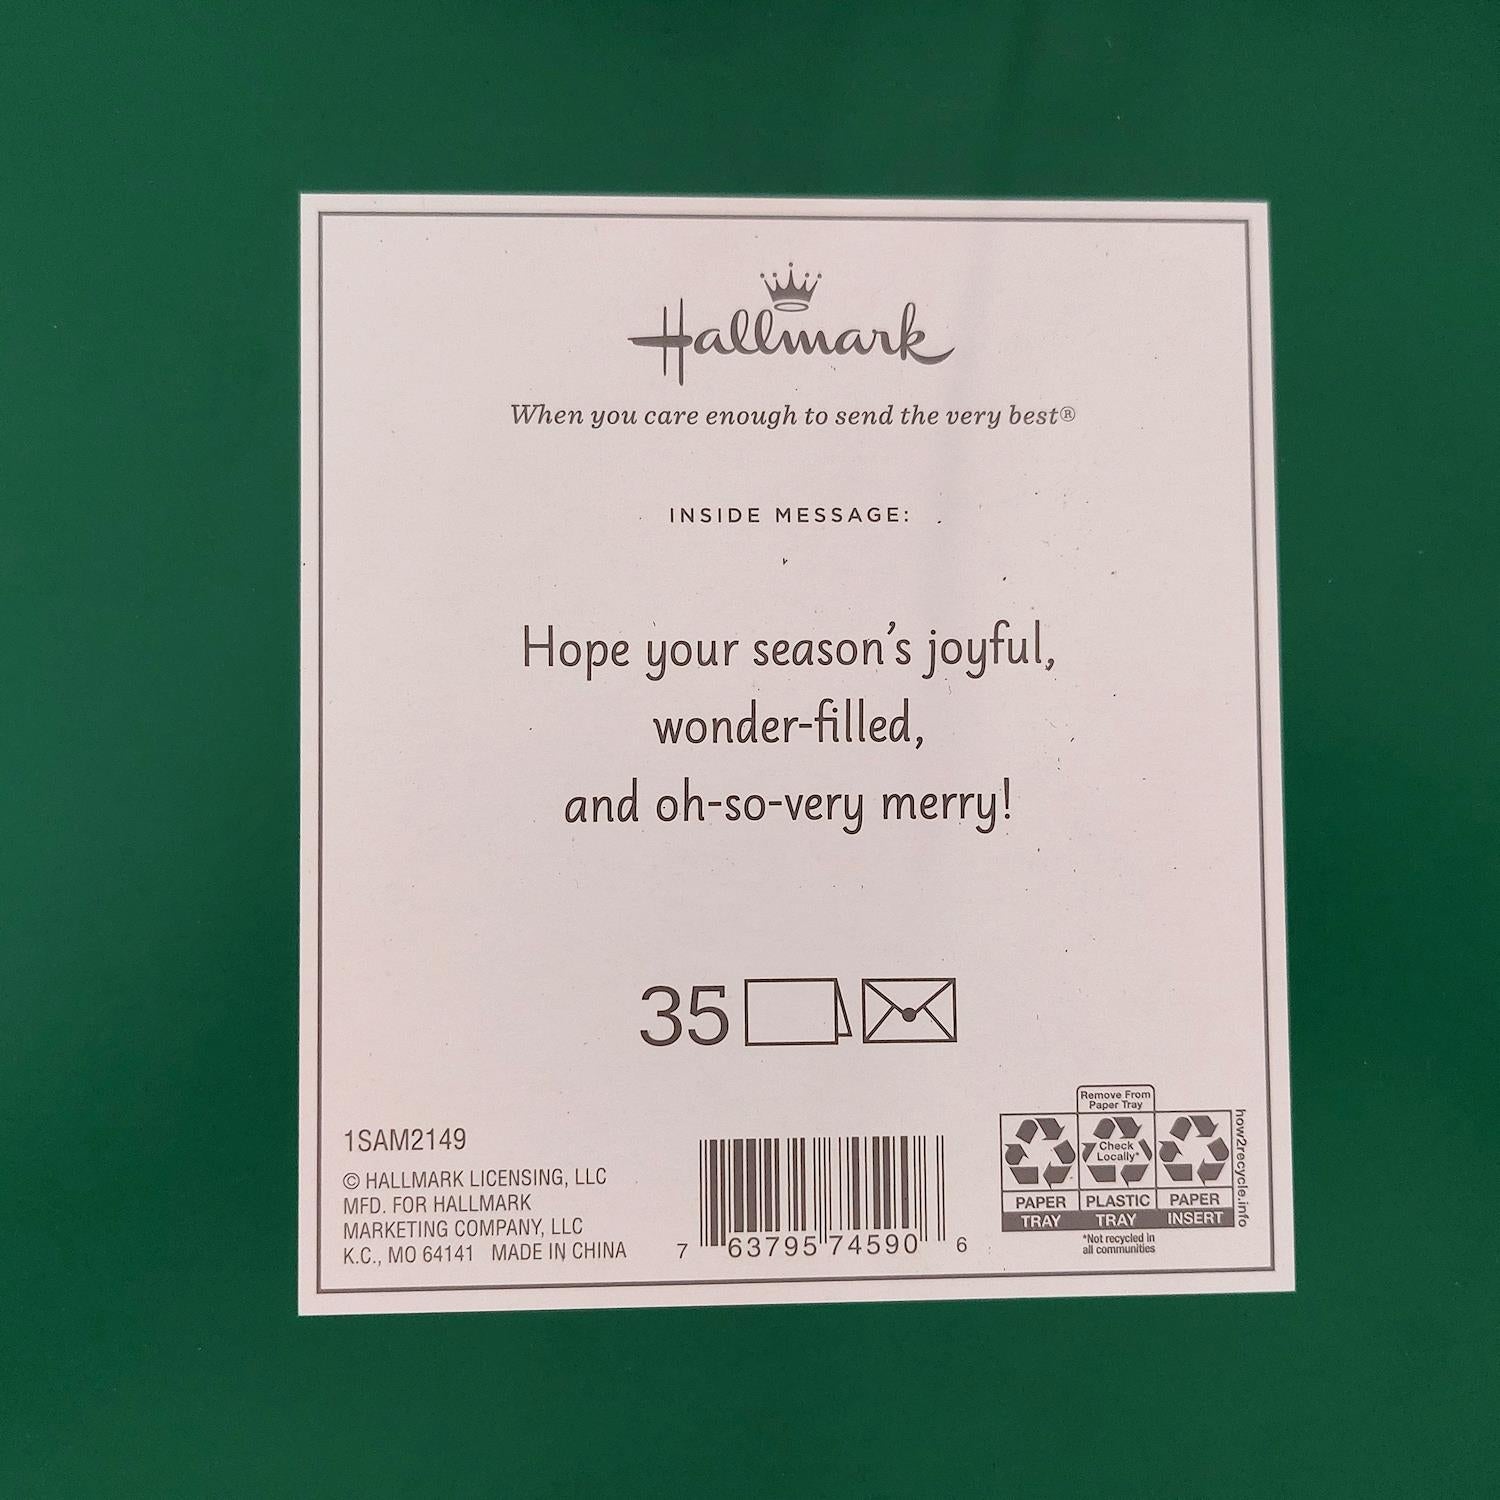 Hallmark
When you care enough to send the very best®
INSIDE MESSAGE:
Hope your season's joyful,
wonder-filled,
and oh-so-very merry!
35
1SAM2149
© HALLMARK LICENSING, LLC
MFD. FOR HALLMARK
MARKETING COMPANY, LLC
K.C., MO 64141 MADE IN CHINA
7 63795 74590 6
Remove From
Paper Tray
Check
Locally*
PAPER PLASTIC PAPER
TRAY TRAY INSERT
*Not recycled in
all communities
how2recycle.info